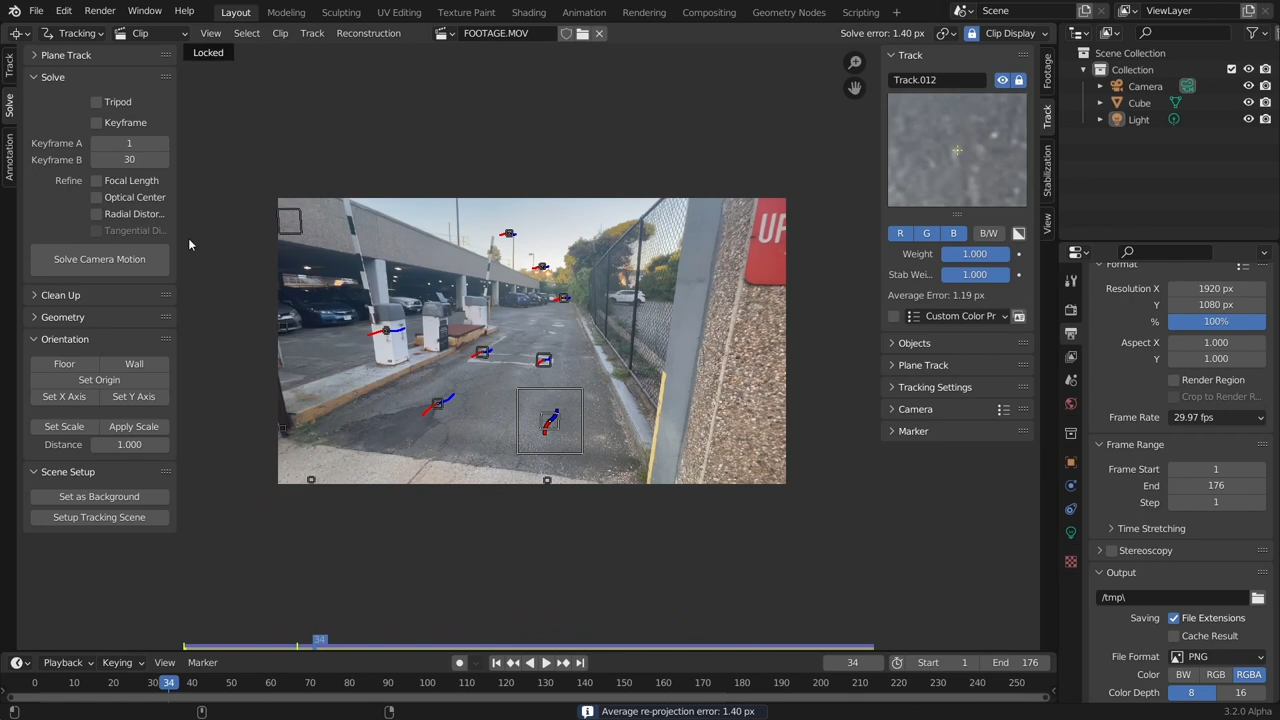 File Edit Render Window Help Layout Modeling Sculpting UV Editing Texture Paint Shading Animation Rendering Compositing Geometry Nodes Scripting Scene ViewLayer
Tracking Clip View Select Clip Track Reconstruction FOOTAGE.MOV Solve error: 1.40 px Clip Display
Locked
Track
Solve
Annotation
Plane Track
Solve
Tripod
Keyframe
Keyframe A 1
Keyframe B 30
Refine Focal Length
Optical Center
Radial Distor...
Tangential Di...
Solve Camera Motion
Clean Up
Geometry
Orientation
Floor Wall
Set Origin
Set X Axis Set Y Axis
Set Scale Apply Scale
Distance 1.000
Scene Setup
Set as Background
Setup Tracking Scene
UP
Track
Track.012
R G B B/W
Weight 1.000
Stab Wei... 1.000
Average Error: 1.19 px
Custom Color Pr
Objects
Plane Track
Tracking Settings
Camera
Marker
Footage
Track
Stabilization
View
Scene Collection
Collection
Camera
Cube
Light
Format
Resolution X 1920 px
Y 1080 px
% 100%
Aspect X 1.000
Y 1.000
Render Region
Crop to Render R
Frame Rate 29.97 fps
Frame Range
Frame Start 1
End 176
Step 1
Time Stretching
Stereoscopy
Output
/tmp\
Saving File Extensions
Cache Result
File Format PNG
Color BW RGB RGBA
Color Depth 8 16
34
Playback Keying View Marker 34 Start 1 End 176
0 10 20 30 34 40 50 60 70 80 90 100 110 120 130 140 150 160 170 180 190 200 210 220 230 240 250
Average re-projection error: 1.40 px
3.2.0 Alpha